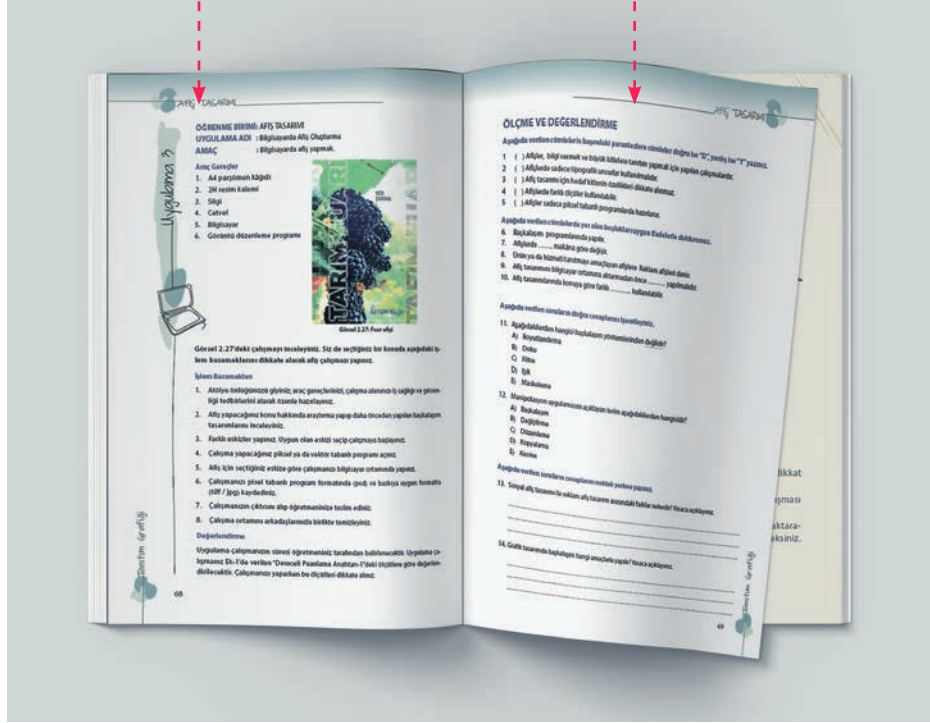 AFİŞ TASARIMI
Uygulama 3
ÖĞRENME BİRİMİ: AFİŞ TASARIMI
UYGULAMA ADI : Bilgisayarda Afiş Oluşturma
AMAÇ : Bilgisayarda afiş yapmak.
Araç Gereçler
1. A4 parşömen kâğıdı
2. 2H resim kalemi
3. Silgi
4. Cetvel
5. Bilgisayar
6. Görüntü düzenleme programı
TARIM FUARI
Görsel 2.27: Fuar afişi
Görsel 2.27'deki çalışmayı inceleyiniz. Siz de seçtiğiniz bir konuda aşağıdaki iş-
lem basamaklarını dikkate alarak afiş çalışması yapınız.
İşlem Basamakları
1. Atölye önlüğünüzü giyiniz; araç gereçlerinizi, çalışma alanınızı iş sağlığı ve güven-
liği tedbirlerini alarak özenle hazırlayınız.
2. Afiş yapacağınız konu hakkında araştırma yapıp daha önceden yapılan başkalaşım
tasarımlarını inceleyiniz.
3. Farklı eskizler yapınız. Uygun olan eskizi seçip çalışmaya başlayınız.
4. Çalışma yapacağınız piksel ya da vektör tabanlı programı açınız.
5. Afiş için seçtiğiniz eskize göre çalışmanızı bilgisayar ortamında yapınız.
6. Çalışmanızı pixel tabanlı program formatında (psd) ve baskıya uygun formatta
(tiff / jpg) kaydediniz.
7. Çalışmanızın çıktısını alıp öğretmeninize teslim ediniz.
8. Çalışma ortamını arkadaşlarınızla birlikte temizleyiniz.
Değerlendirme
Uygulama çalışmanızın süresi öğretmeniniz tarafından belirlenecektir. Uygulama ça-
lışmanız Ek-1'de verilen "Dereceli Puanlama Anahtarı-1"deki ölçütlere göre değerlen-
dirilecektir. Çalışmanızı yaparken bu ölçütleri dikkate alınız.
68
Üretim Grafiği
AFİŞ TASARIMI
ÖLÇME VE DEĞERLENDİRME
Aşağıda verilen cümlelerin başındaki parantezlere cümleler doğru ise "D", yanlış ise "Y" yazınız.
1 ( ) Afişler, bilgi vermek ve büyük kitlelere tanıtım yapmak için yapılan çalışmalardır.
2 ( ) Afişlerde sadece tipografik unsurlar kullanılmalıdır.
3 ( ) Afiş tasarımı için hedef kitlenin özellikleri dikkate alınmaz.
4 ( ) Afişlerde farklı ölçüler kullanılabilir.
5 ( ) Afişler sadece piksel tabanlı programlarda hazırlanır.
Aşağıda verilen cümlelerde yer alan boşlukları uygun ifadelerle doldurunuz.
6. Başkalaşım programlarında yapılır.
7. Afişlerde ........ mekâna göre değişir.
8. Ürün ya da hizmeti tanıtmayı amaçlayan afişlere Reklam afişleri denir.
9. Afiş tasarımını bilgisayar ortamına aktarmadan önce ......... yapılmalıdır.
10. Afiş tasarımlarında konuya göre farklı .......... kullanılabilir.
Aşağıda verilen soruların doğru cevaplarını işaretleyiniz.
11. Aşağıdakilerden hangisi başkalaşım yöntemlerinden değildir?
A) Boyutlandırma
B) Doku
C) Filtre
D) Işık
E) Maskeleme
12. Manipülasyon uygulamasını açıklayan terim aşağıdakilerden hangisidir?
A) Başkalaşım
B) Değiştirme
C) Düzenleme
D) Kopyalama
E) Kesme
Aşağıda verilen soruların cevaplarını noktalı yerlere yazınız.
13. Sosyal afiş tasarımı ile reklam afiş tasarım arasındaki farklar nelerdir? Kısaca açıklayınız.
14. Grafik tasarımda başkalaşım hangi amaçlarla yapılır? Kısaca açıklayınız.
69
Üretim Grafiği
dikkat
ışması
aktara-
aksiniz.